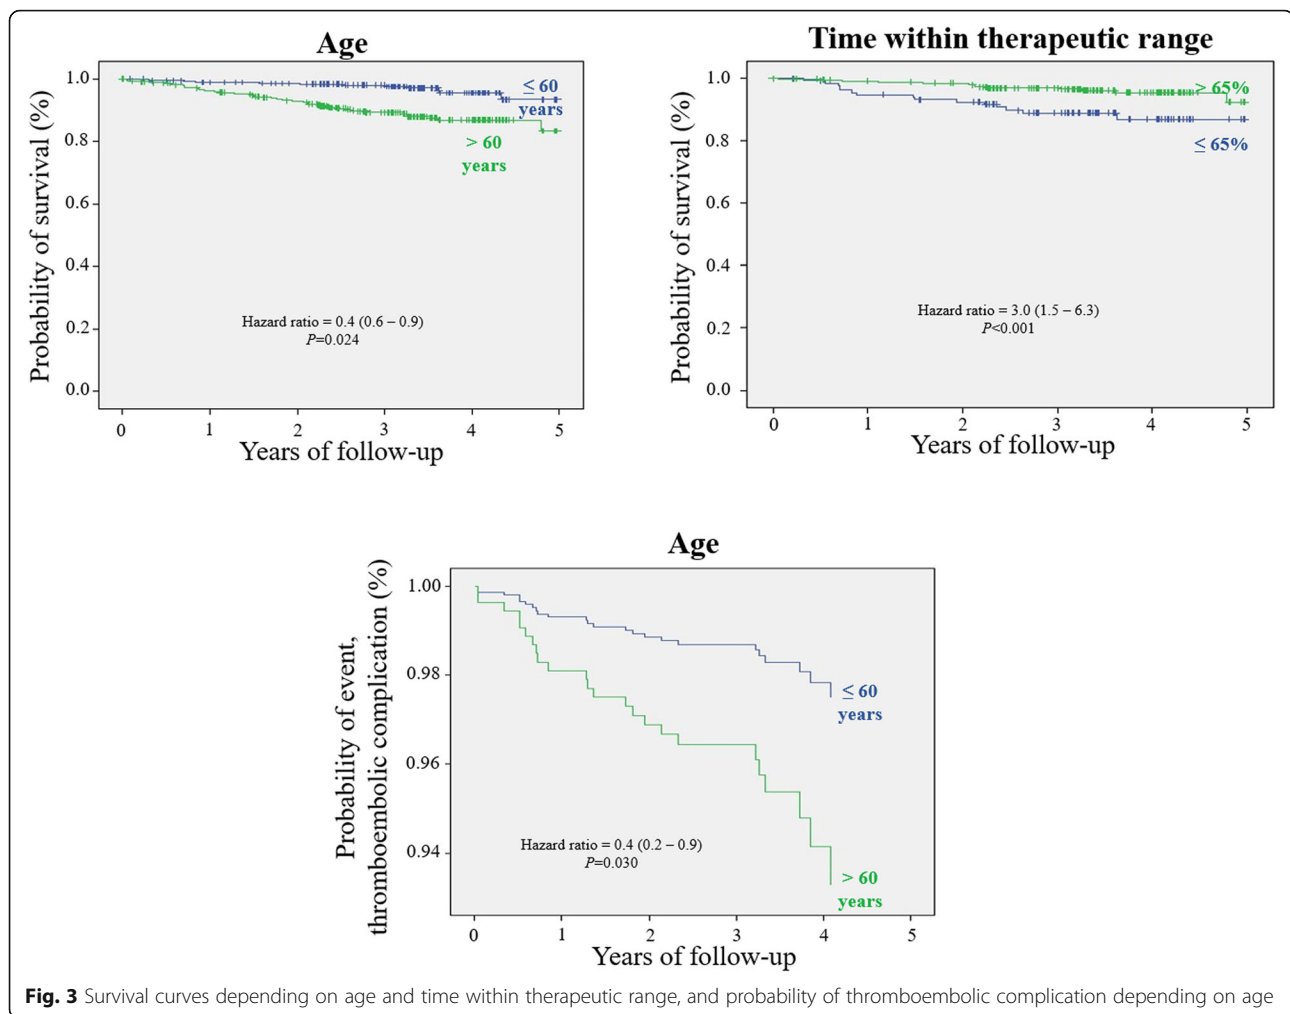 Age
Probability of survival (%)
1.0
0.8
0.6
0.4
0.2
0.0
≤ 60
years
> 60
years
Hazard ratio = 0.4 (0.6 – 0.9)
P=0.024
0 1 2 3 4 5
Years of follow-up
Time within therapeutic range
Probability of survival (%)
1.0
0.8
0.6
0.4
0.2
0.0
> 65%
≤ 65%
Hazard ratio = 3.0 (1.5 – 6.3)
P<0.001
0 1 2 3 4 5
Years of follow-up
Age
Probability of event,
thromboembolic complication (%)
1.00
0.98
0.96
0.94
≤ 60
years
Hazard ratio = 0.4 (0.2 – 0.9)
P=0.030
> 60
years
0 1 2 3 4 5
Years of follow-up
Fig. 3 Survival curves depending on age and time within therapeutic range, and probability of thromboembolic complication depending on age